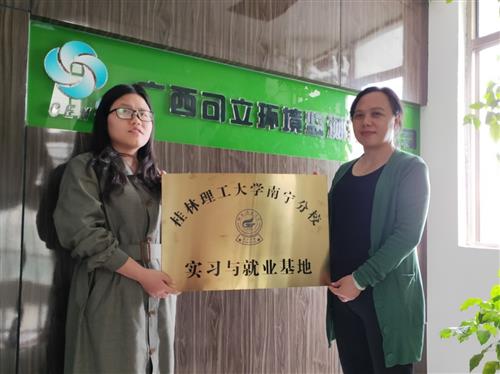 广西司立环境监测
桂林理工大学南宁分校
实习与就业基地